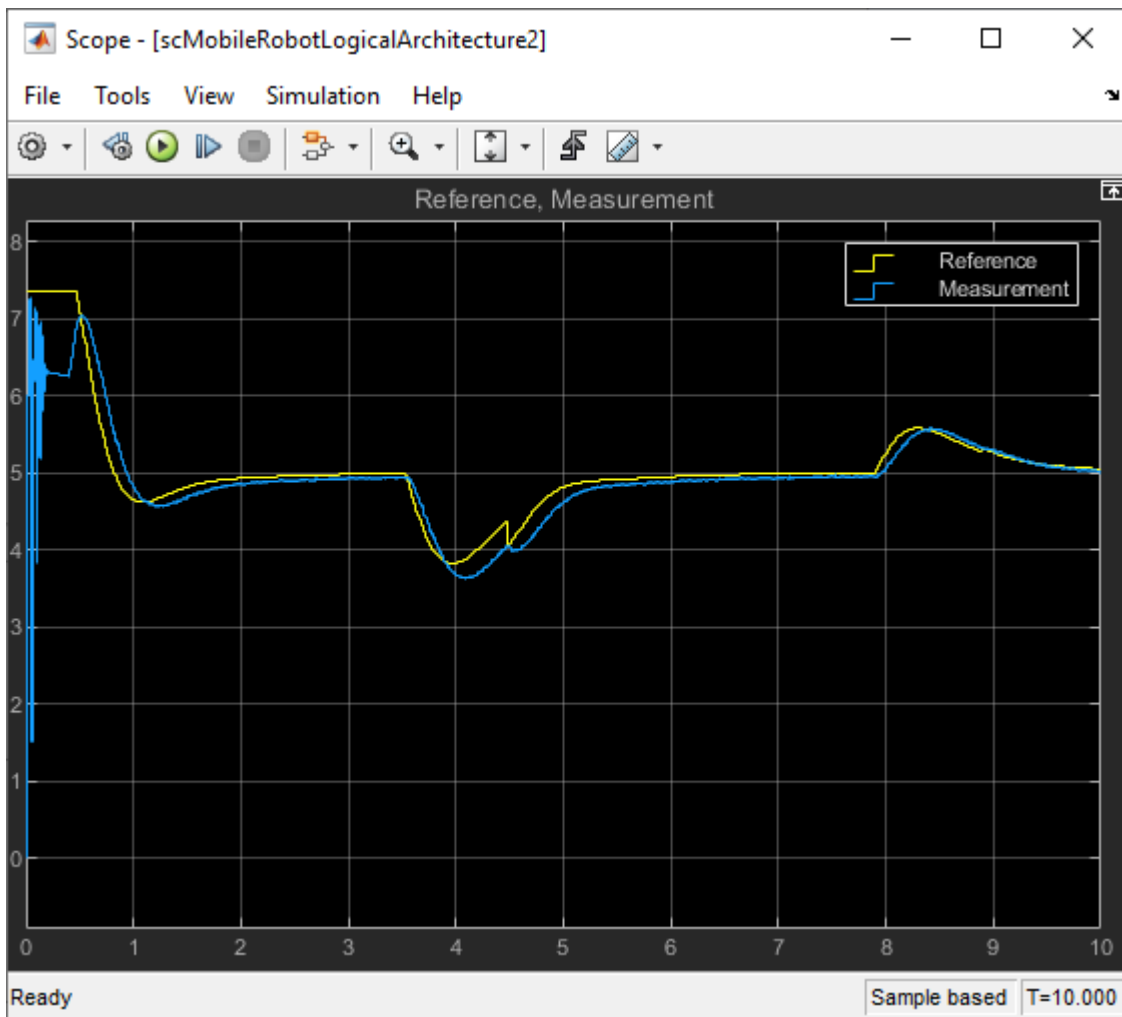 Scope - [scMobileRobotLogicalArchitecture2]
File Tools View Simulation Help
Reference, Measurement
8
7
6
5
4
3
2
1
0
Reference
Measurement
0 1 2 3 4 5 6 7 8 9 10
Ready Sample based T=10.000